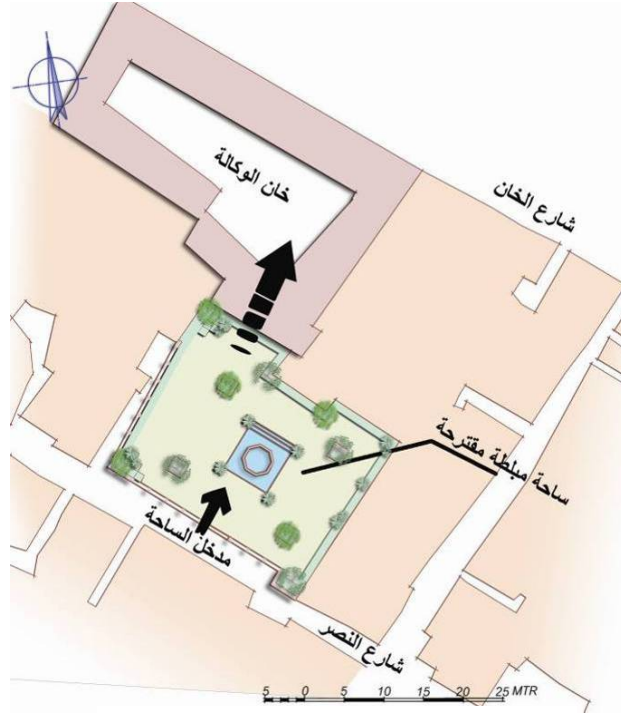 خان الوكالة
شارع الخان
ساحة مبلطة مقترحة
مدخل الساحة
شارع النصر
5 0 5 10 15 20 25 MTR